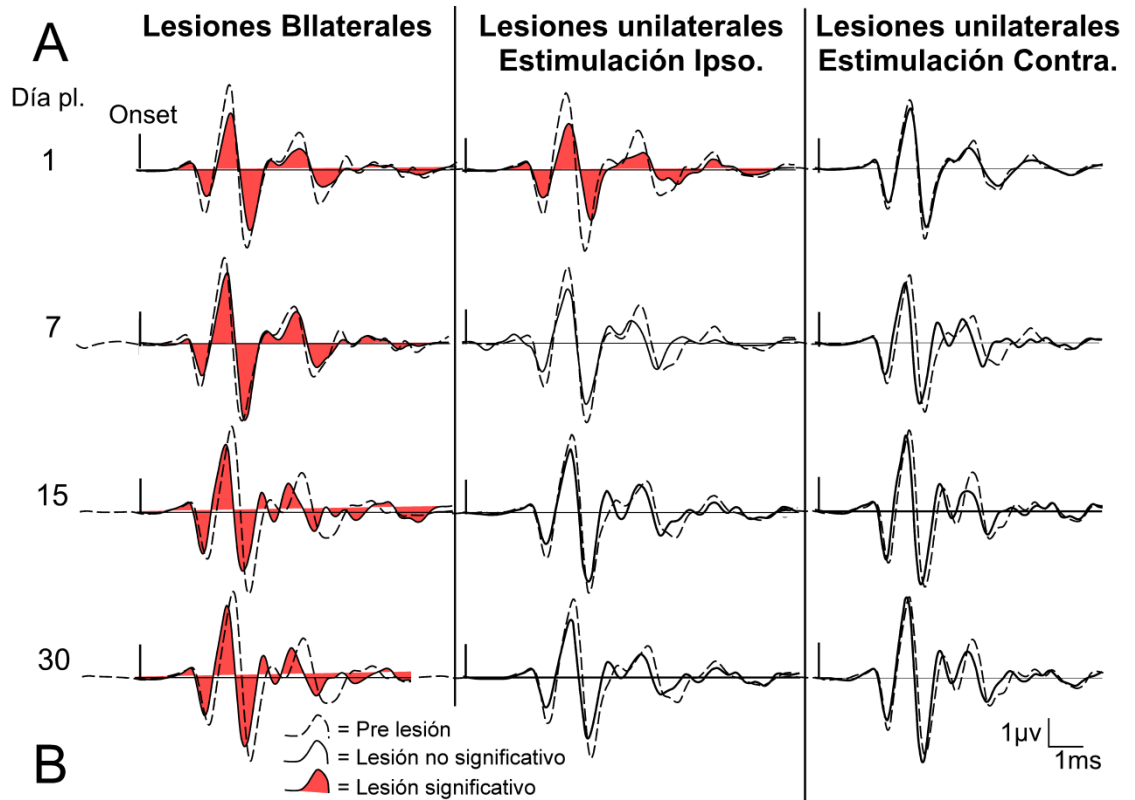 A
Lesiones BIlaterales
Lesiones unilaterales
Estimulación Ipso.
Lesiones unilaterales
Estimulación Contra.
Día pl.
Onset
1
7
15
30
= Pre lesión
= Lesión no significativo
= Lesión significativo
B
1µv
1ms